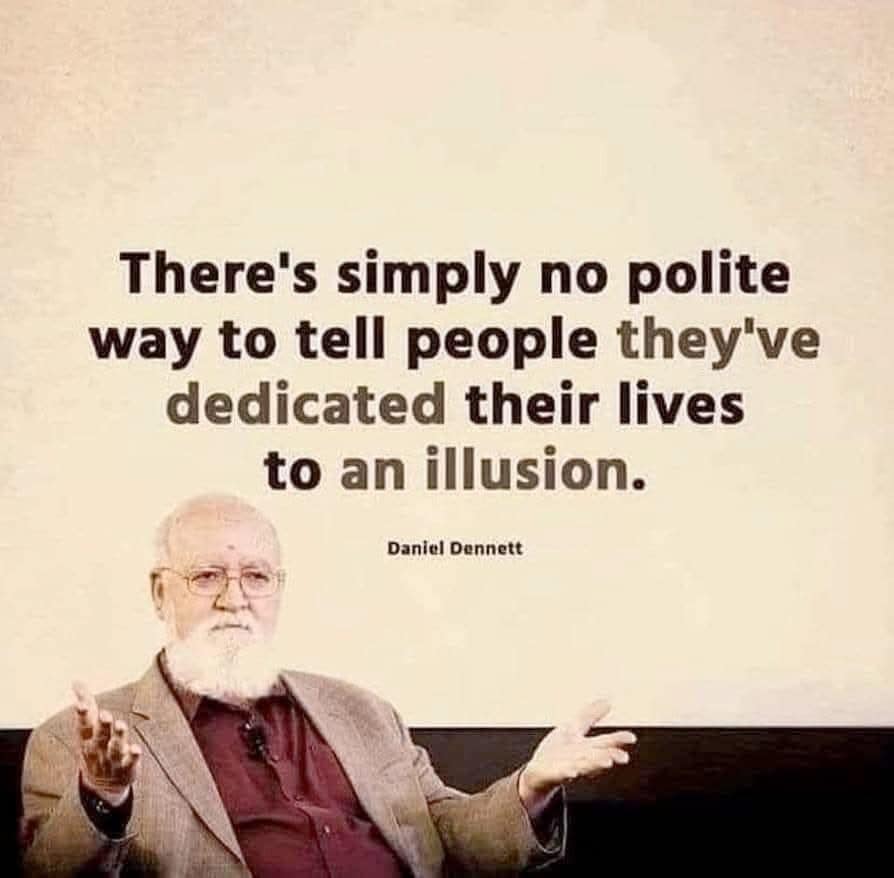 There's simply no polite
way to tell people they've
dedicated their lives
to an illusion.
Daniel Dennett